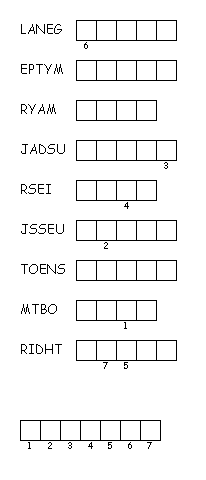 LANEG
6
EPTYM
RYAM
JADSU
3
RSEI
4
JSSEU
2
TOENS
MTBO
1
RIDHT
7 5
1 2 3 4 5 6 7